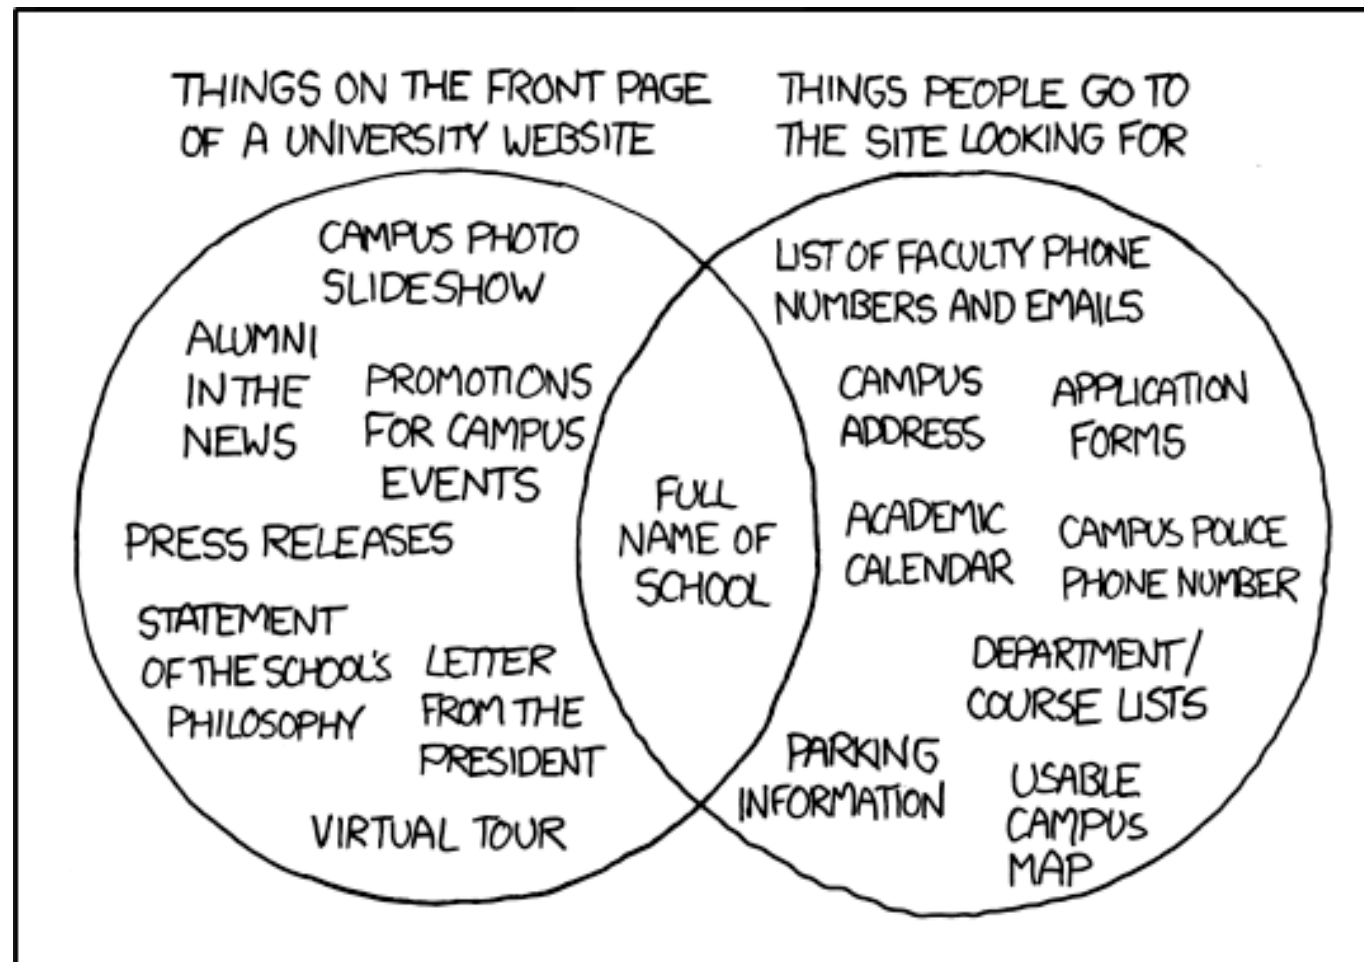 THINGS ON THE FRONT PAGE
OF A UNIVERSITY WEBSITE
THINGS PEOPLE GO TO
THE SITE LOOKING FOR
CAMPUS PHOTO
SLIDESHOW
ALUMNI
IN THE
NEWS
PROMOTIONS
FOR CAMPUS
EVENTS
PRESS RELEASES
STATEMENT
OF THE SCHOOL'S
PHILOSOPHY
LETTER
FROM THE
PRESIDENT
VIRTUAL TOUR
FULL
NAME OF
SCHOOL
LIST OF FACULTY PHONE
NUMBERS AND EMAILS
CAMPUS
ADDRESS
APPLICATION
FORMS
ACADEMIC
CALENDAR
CAMPUS POLICE
PHONE NUMBER
DEPARTMENT/
COURSE LISTS
PARKING
INFORMATION
USABLE
CAMPUS
MAP